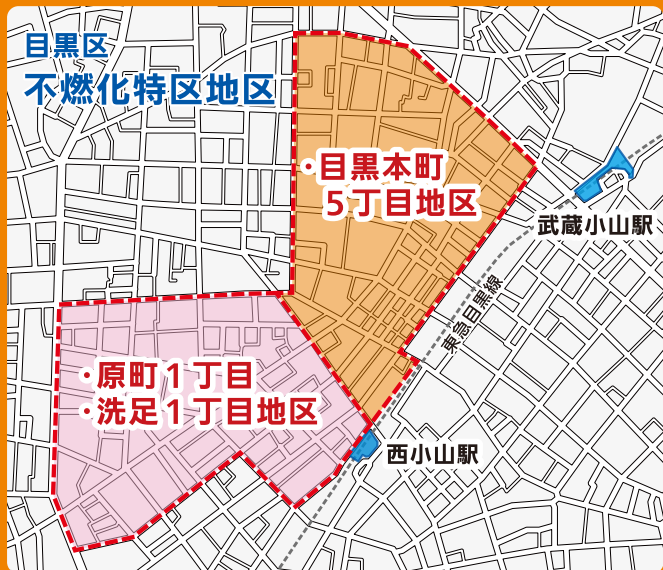 目黒区
不燃化特区地区
・目黒本町
５丁目地区
武蔵小山駅
東急目黒線
・原町１丁目
・洗足１丁目地区
西小山駅